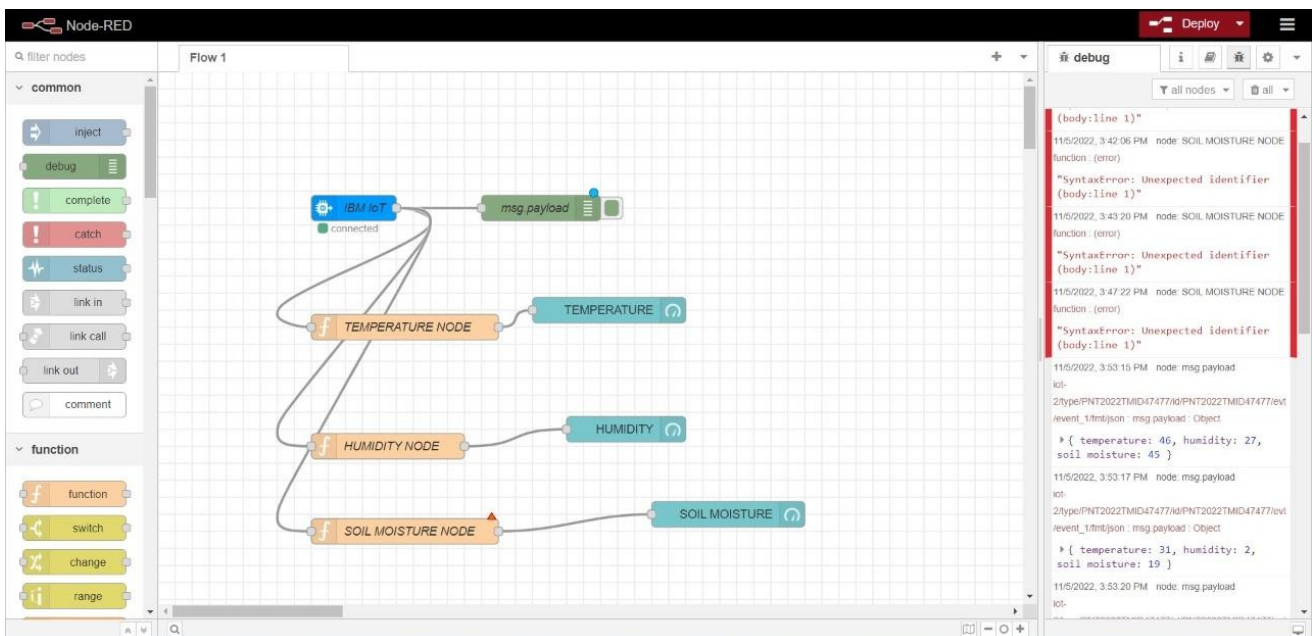 Node-RED
Deploy
filter nodes
Flow 1
debug
i
all nodes
all
common
inject
debug
complete
catch
status
link in
link call
link out
comment
function
function
switch
change
range
IBM IoT
connected
msg.payload
TEMPERATURE NODE
TEMPERATURE
HUMIDITY NODE
HUMIDITY
SOIL MOISTURE NODE
SOIL MOISTURE
(body:line 1)"
11/5/2022, 3:42:06 PM node: SOIL MOISTURE NODE
function : (error)
"SyntaxError: Unexpected identifier
(body:line 1)"
11/5/2022, 3:43:20 PM node: SOIL MOISTURE NODE
function : (error)
"SyntaxError: Unexpected identifier
(body:line 1)"
11/5/2022, 3:47:22 PM node: SOIL MOISTURE NODE
function : (error)
"SyntaxError: Unexpected identifier
(body:line 1)"
11/5/2022, 3:53:15 PM node: msg.payload
iot-
2/type/PNT2022TMID47477/id/PNT2022TMID47477/evt
/event_1/fmt/json : msg.payload : Object
{ temperature: 46, humidity: 27,
soil moisture: 45 }
11/5/2022, 3:53:17 PM node: msg.payload
iot-
2/type/PNT2022TMID47477/id/PNT2022TMID47477/evt
/event_1/fmt/json : msg.payload : Object
{ temperature: 31, humidity: 2,
soil moisture: 19 }
11/5/2022, 3:53:20 PM node: msg.payload
iot-